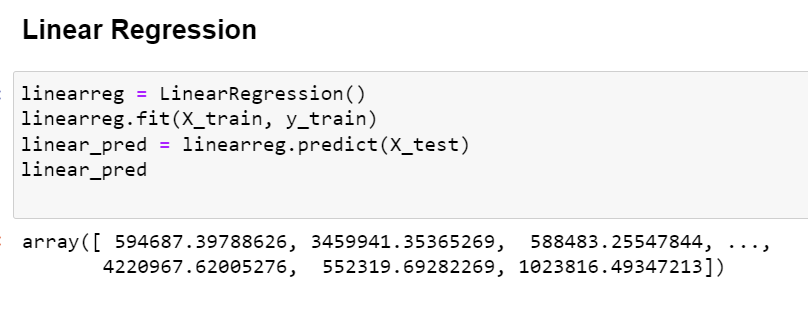 Linear Regression
linearreg = LinearRegression()
linearreg.fit(X_train, y_train)
linear_pred = linearreg.predict(X_test)
linear_pred
array([ 594687.39788626, 3459941.35365269,  588483.25547844, ...,
       4220967.62005276,  552319.69282269, 1023816.49347213])